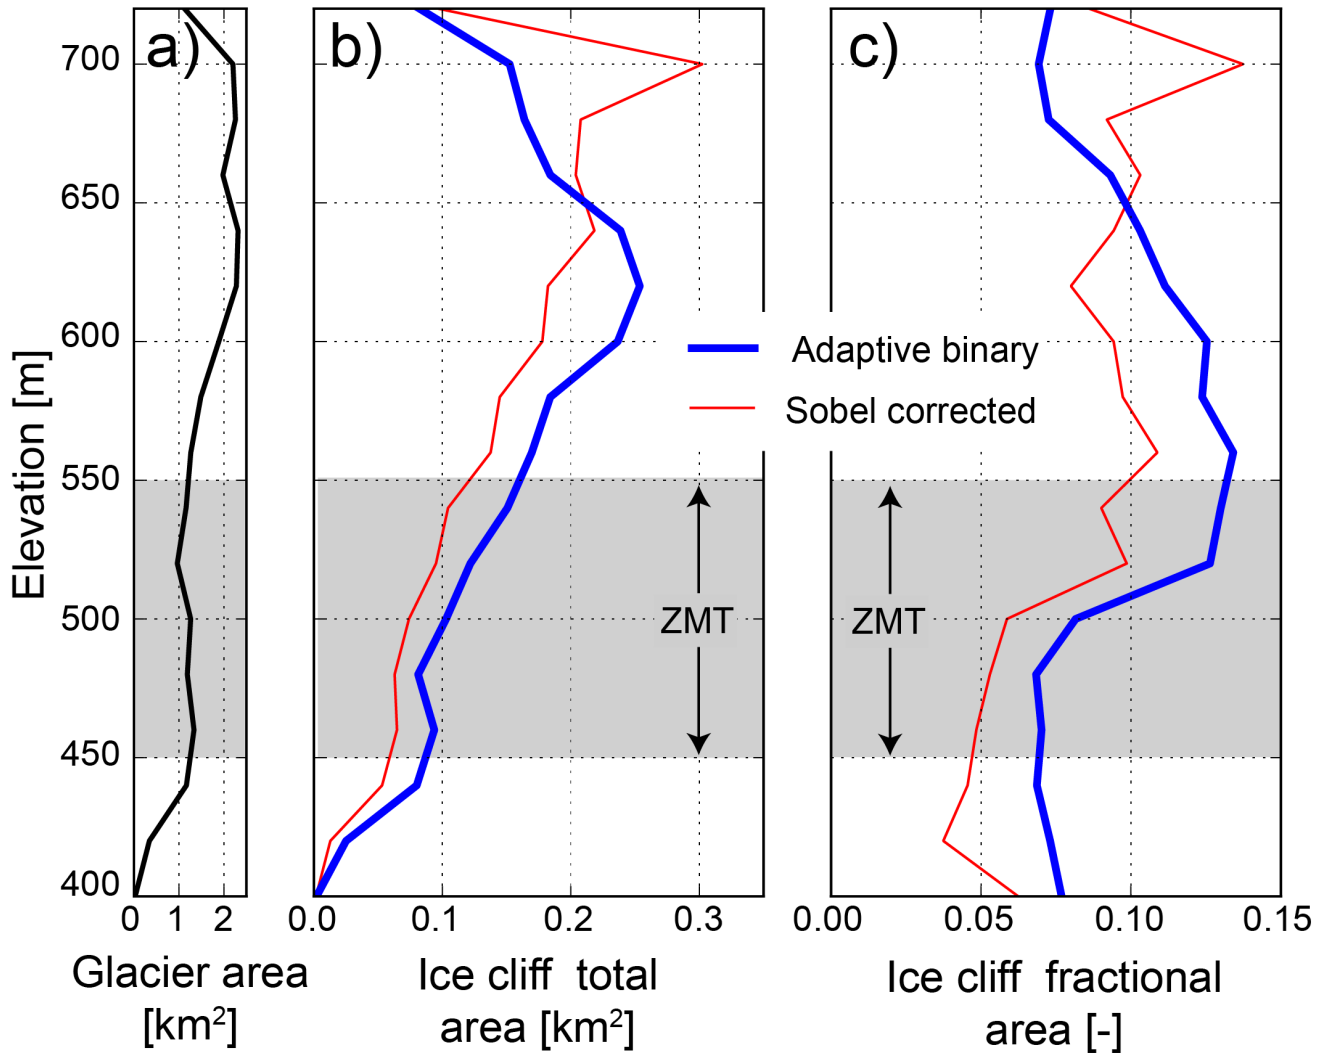 a)
b)
c)
700
650
600
550
500
450
400
Elevation [m]
Adaptive binary
Sobel corrected
ZMT
ZMT
0 1 2
0.0 0.1 0.2 0.3
0.00 0.05 0.10 0.15
Glacier area
[km²]
Ice cliff total
area [km²]
Ice cliff fractional
area [-]